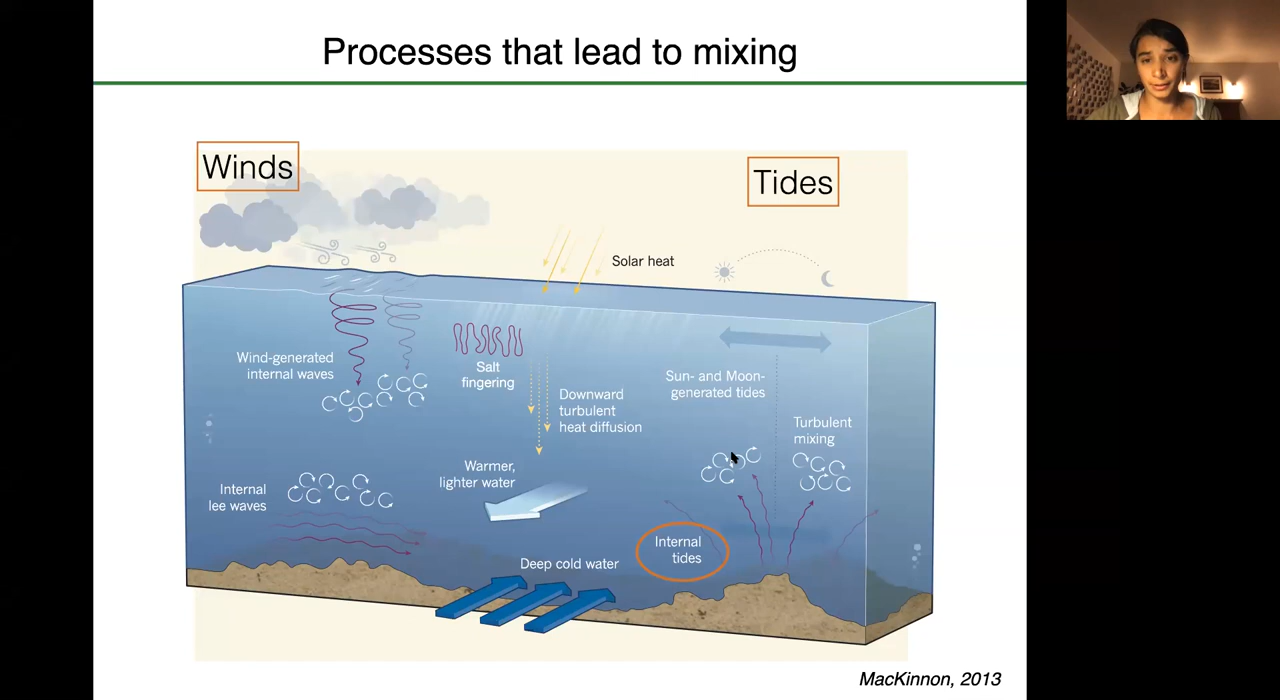 Processes that lead to mixing
Winds
Tides
Solar heat
Wind-generated
internal waves
Salt
fingering
Downward
turbulent
heat diffusion
Sun- and Moon-
generated tides
Turbulent
mixing
Warmer,
lighter water
Internal
lee waves
Internal
tides
Deep cold water
MacKinnon, 2013